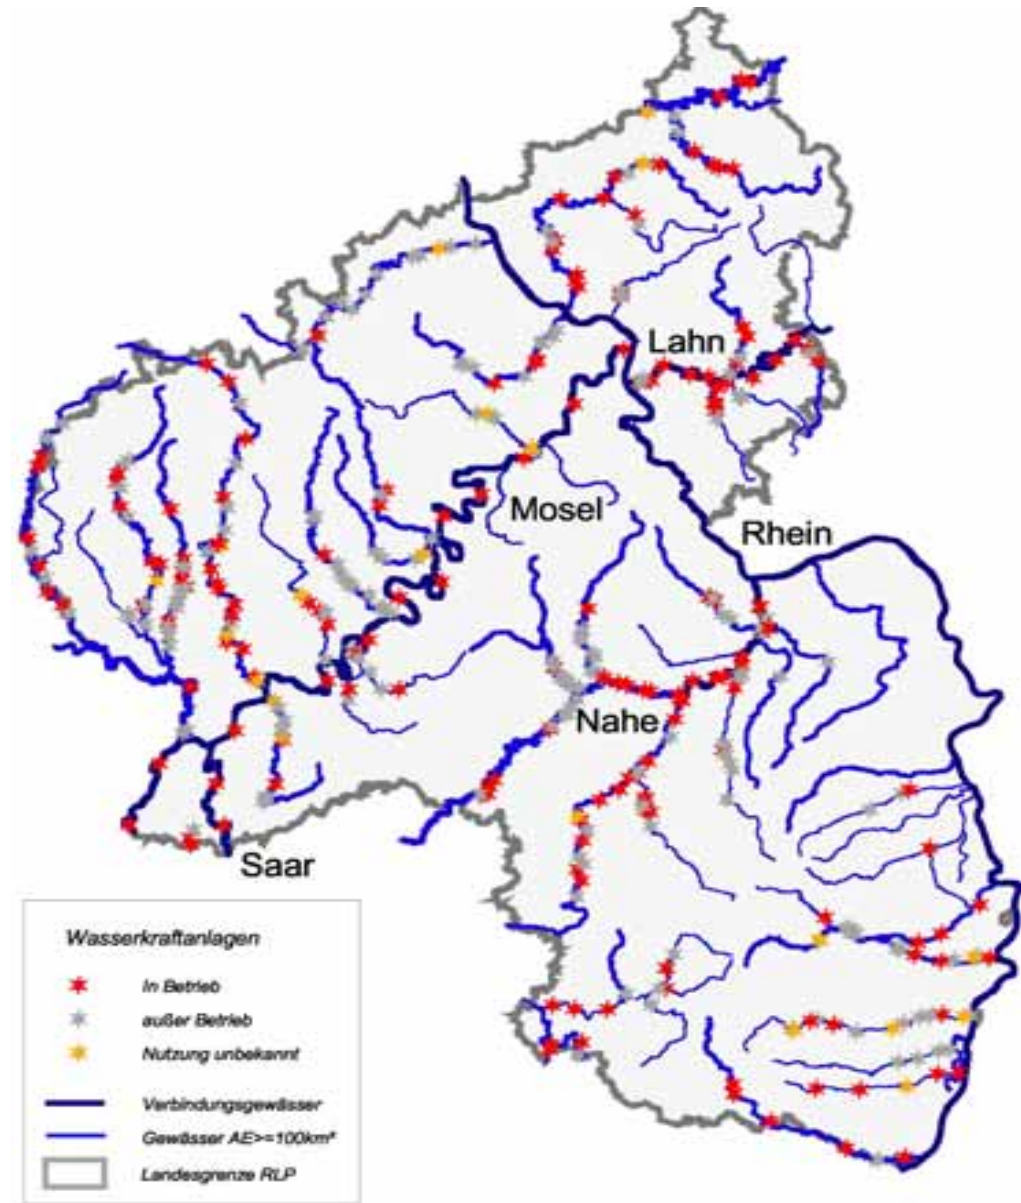 Lahn
Mosel
Rhein
Nahe
Saar
Wasserkraftanlagen
In Betrieb
außer Betrieb
Nutzung unbekannt
Verbindungsgewässer
Gewässer AE>=100km²
Landesgrenze RLP